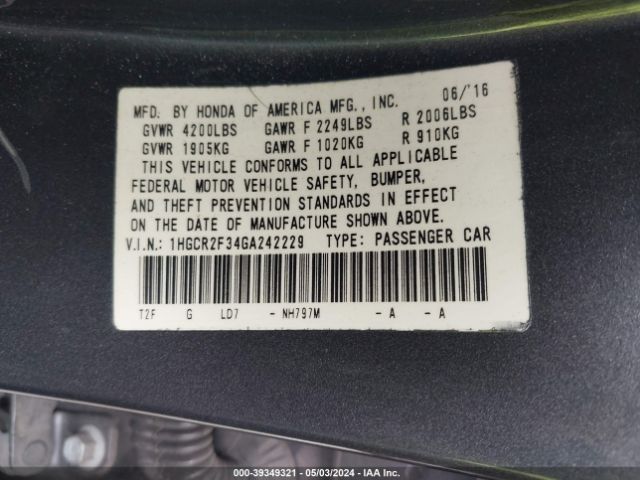 MFD. BY HONDA OF AMERICA MFG., INC. 06/'16
GVWR 4200LBS GAWR F 2249LBS R 2006LBS
GVWR 1905KG GAWR F 1020KG R 910KG
THIS VEHICLE CONFORMS TO ALL APPLICABLE
FEDERAL MOTOR VEHICLE SAFETY, BUMPER,
AND THEFT PREVENTION STANDARDS IN EFFECT
ON THE DATE OF MANUFACTURE SHOWN ABOVE.
V.I.N.: 1HGCR2F34GA242229 TYPE: PASSENGER CAR
T2F G LD7 - NH797M - A - A
000-39349321 - 05/03/2024 - IAA Inc.